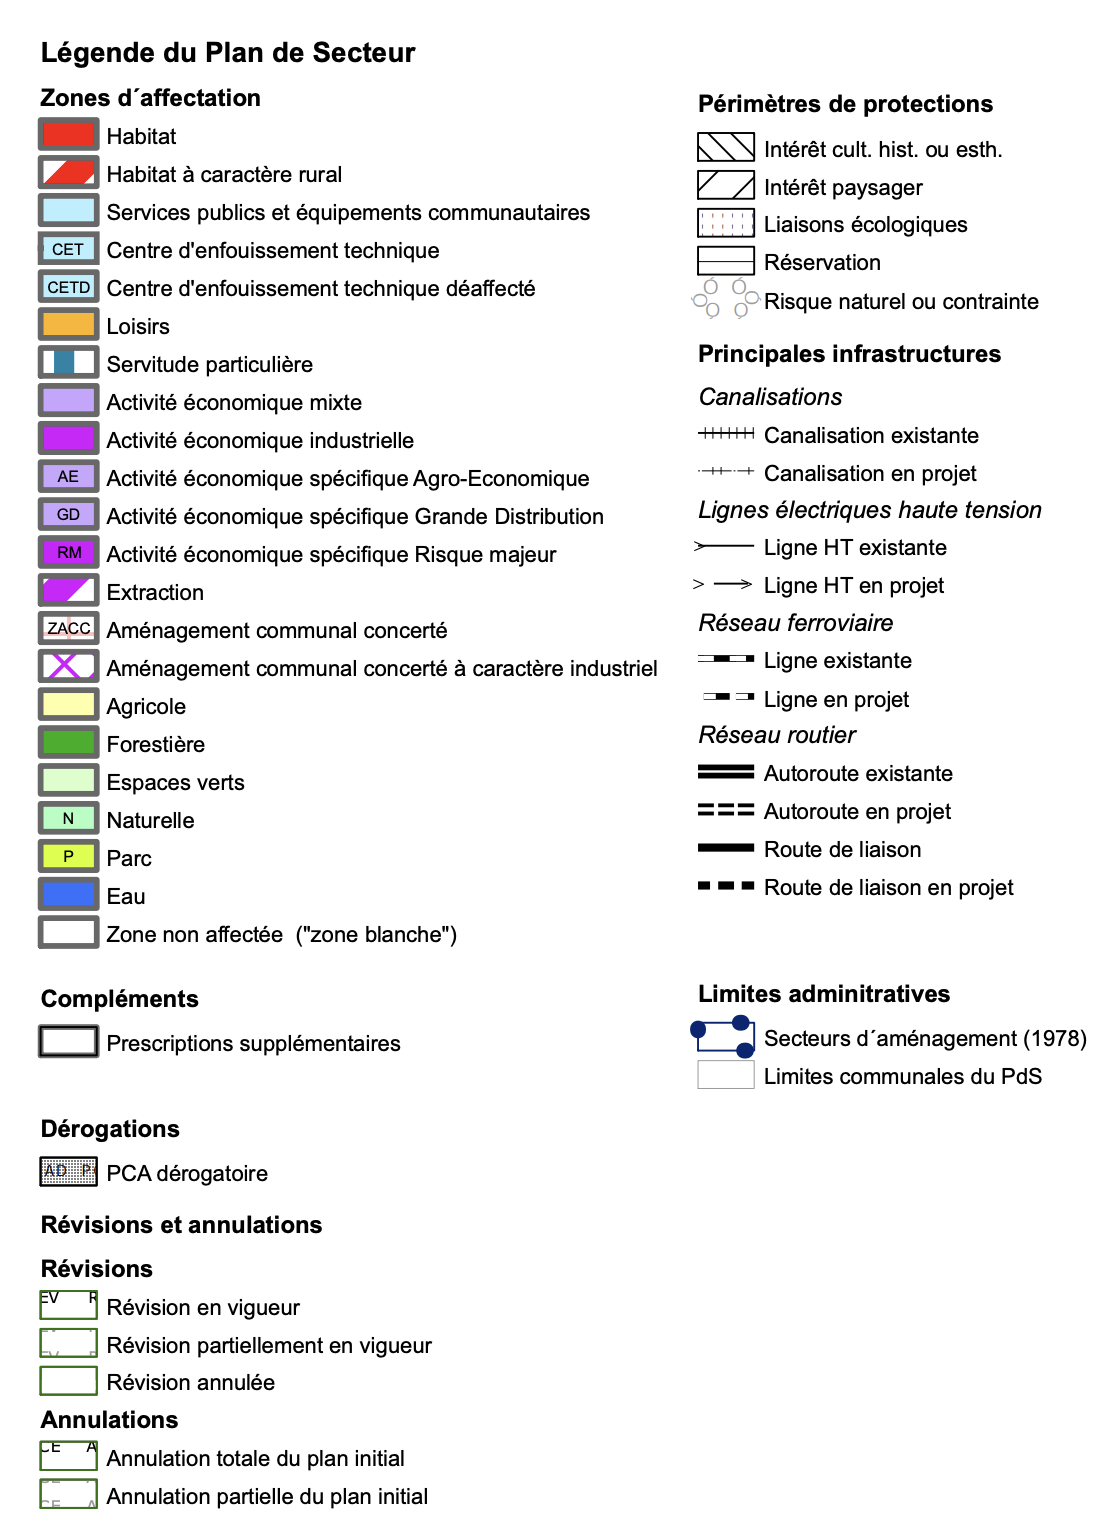 Légende du Plan de Secteur
Zones d´affectation
Habitat
Habitat à caractère rural
Services publics et équipements communautaires
CET Centre d'enfouissement technique
CETD Centre d'enfouissement technique déaffecté
Loisirs
Servitude particulière
Activité économique mixte
Activité économique industrielle
AE Activité économique spécifique Agro-Economique
GD Activité économique spécifique Grande Distribution
RM Activité économique spécifique Risque majeur
Extraction
ZACC Aménagement communal concerté
Aménagement communal concerté à caractère industriel
Agricole
Forestière
Espaces verts
N Naturelle
P Parc
Eau
Zone non affectée ("zone blanche")
Compléments
Prescriptions supplémentaires
Dérogations
AD P PCA dérogatoire
Révisions et annulations
Révisions
EV R Révision en vigueur
Révision partiellement en vigueur
Révision annulée
Annulations
CE A Annulation totale du plan initial
CE A Annulation partielle du plan initial
Périmètres de protections
Intérêt cult. hist. ou esth.
Intérêt paysager
Liaisons écologiques
Réservation
Risque naturel ou contrainte
Principales infrastructures
Canalisations
Canalisation existante
Canalisation en projet
Lignes électriques haute tension
Ligne HT existante
Ligne HT en projet
Réseau ferroviaire
Ligne existante
Ligne en projet
Réseau routier
Autoroute existante
Autoroute en projet
Route de liaison
Route de liaison en projet
Limites adminitratives
Secteurs d´aménagement (1978)
Limites communales du PdS